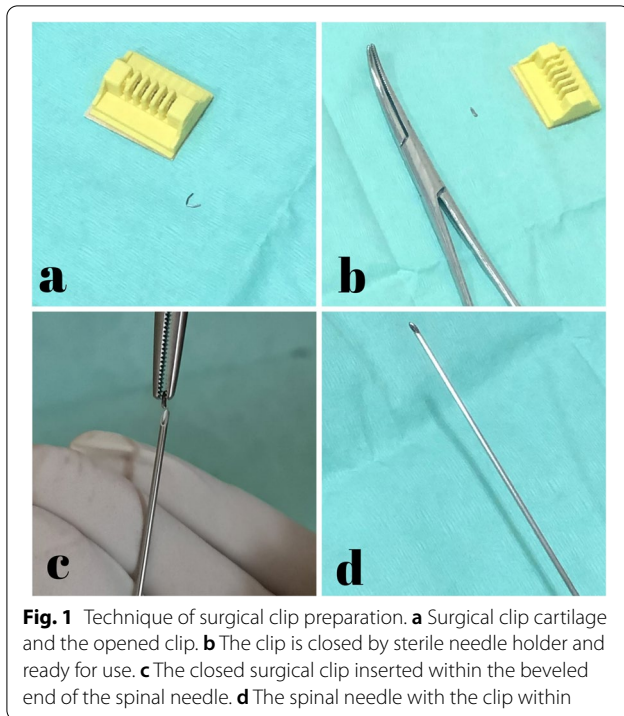 a
b
c
d
Fig. 1 Technique of surgical clip preparation. a Surgical clip cartilage
and the opened clip. b The clip is closed by sterile needle holder and
ready for use. c The closed surgical clip inserted within the beveled
end of the spinal needle. d The spinal needle with the clip within